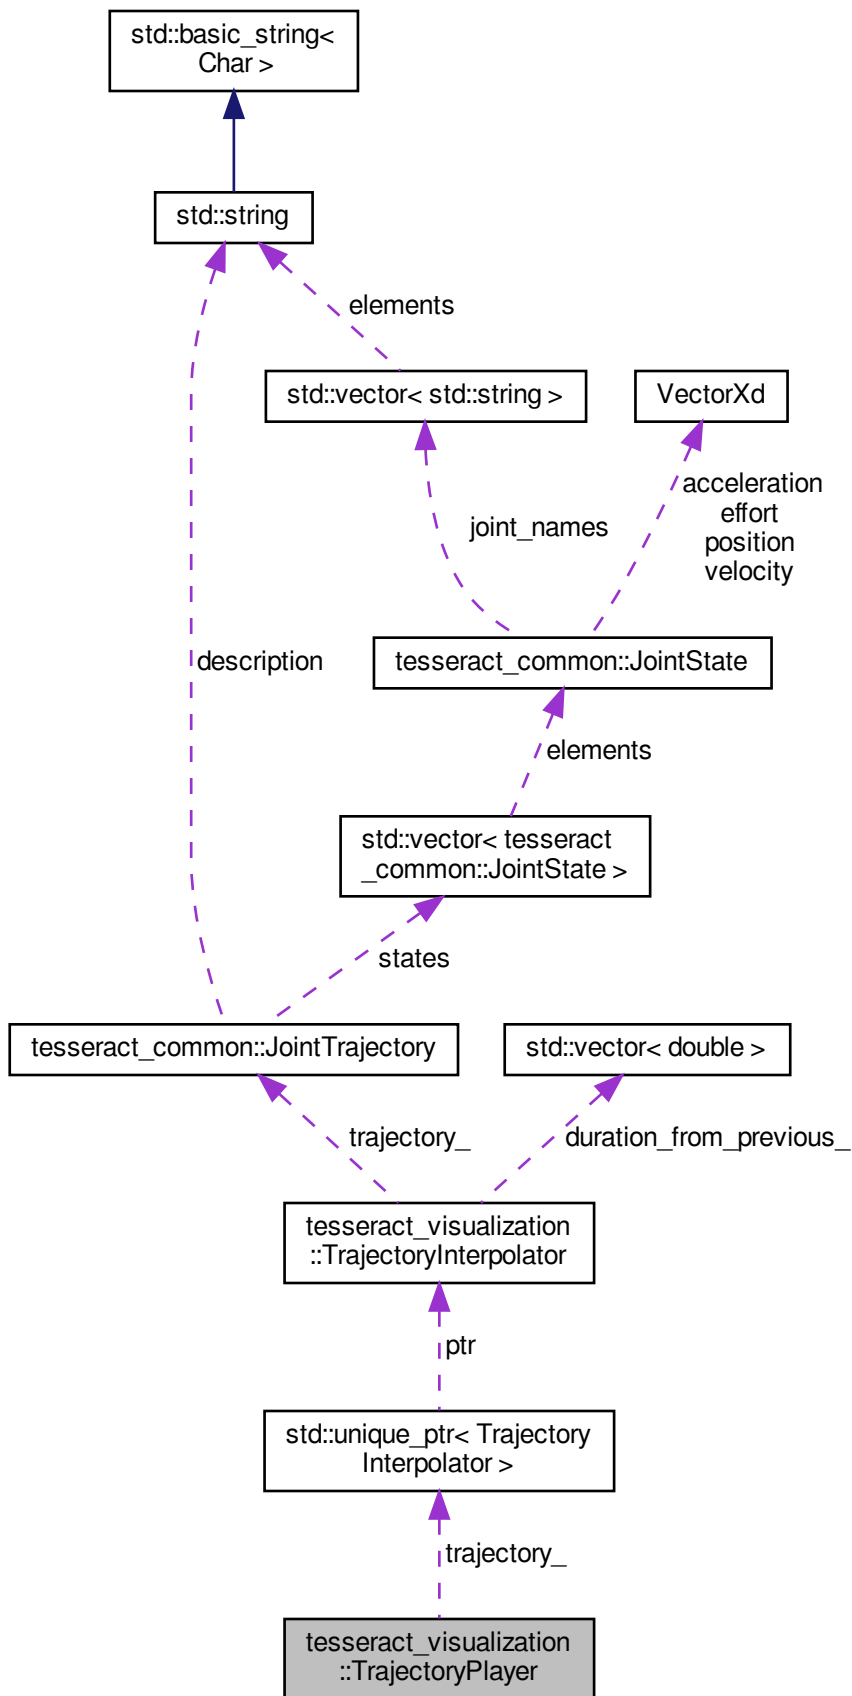 std::basic_string<
Char >
std::string
elements
std::vector< std::string >
VectorXd
acceleration
effort
position
velocity
joint_names
description
tesseract_common::JointState
elements
std::vector< tesseract
_common::JointState >
states
tesseract_common::JointTrajectory
std::vector< double >
trajectory_
duration_from_previous_
tesseract_visualization
::TrajectoryInterpolator
ptr
std::unique_ptr< Trajectory
Interpolator >
trajectory_
tesseract_visualization
::TrajectoryPlayer